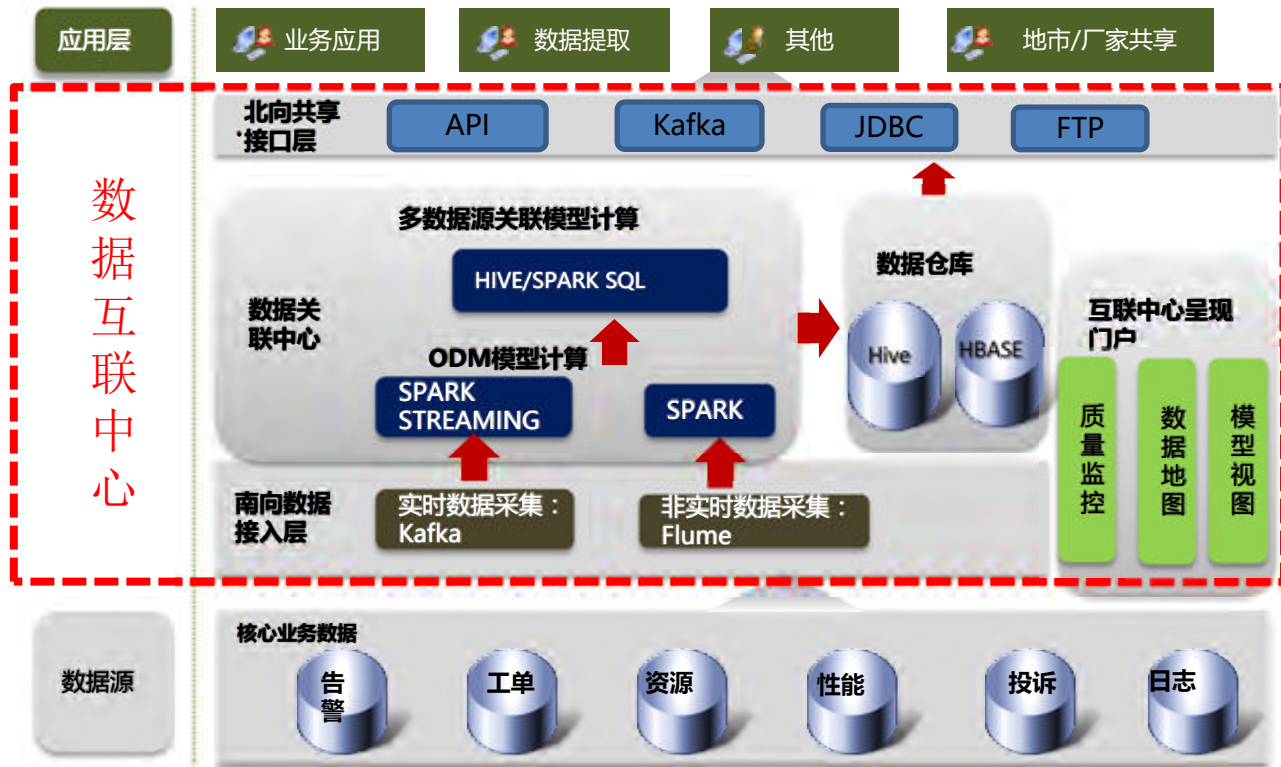 应用层
业务应用
数据提取
其他
地市/厂家共享
数据互联中心
北向共享
接口层
API
Kafka
JDBC
FTP
多数据源关联模型计算
HIVE/SPARK SQL
数据关
联中心
ODM模型计算
SPARK
STREAMING
SPARK
数据仓库
Hive
HBASE
互联中心呈现
门户
质量监控
数据地图
模型视图
南向数据
接入层
实时数据采集：
Kafka
非实时数据采集：
Flume
数据源
核心业务数据
告
警
工单
资源
性能
投诉
日志